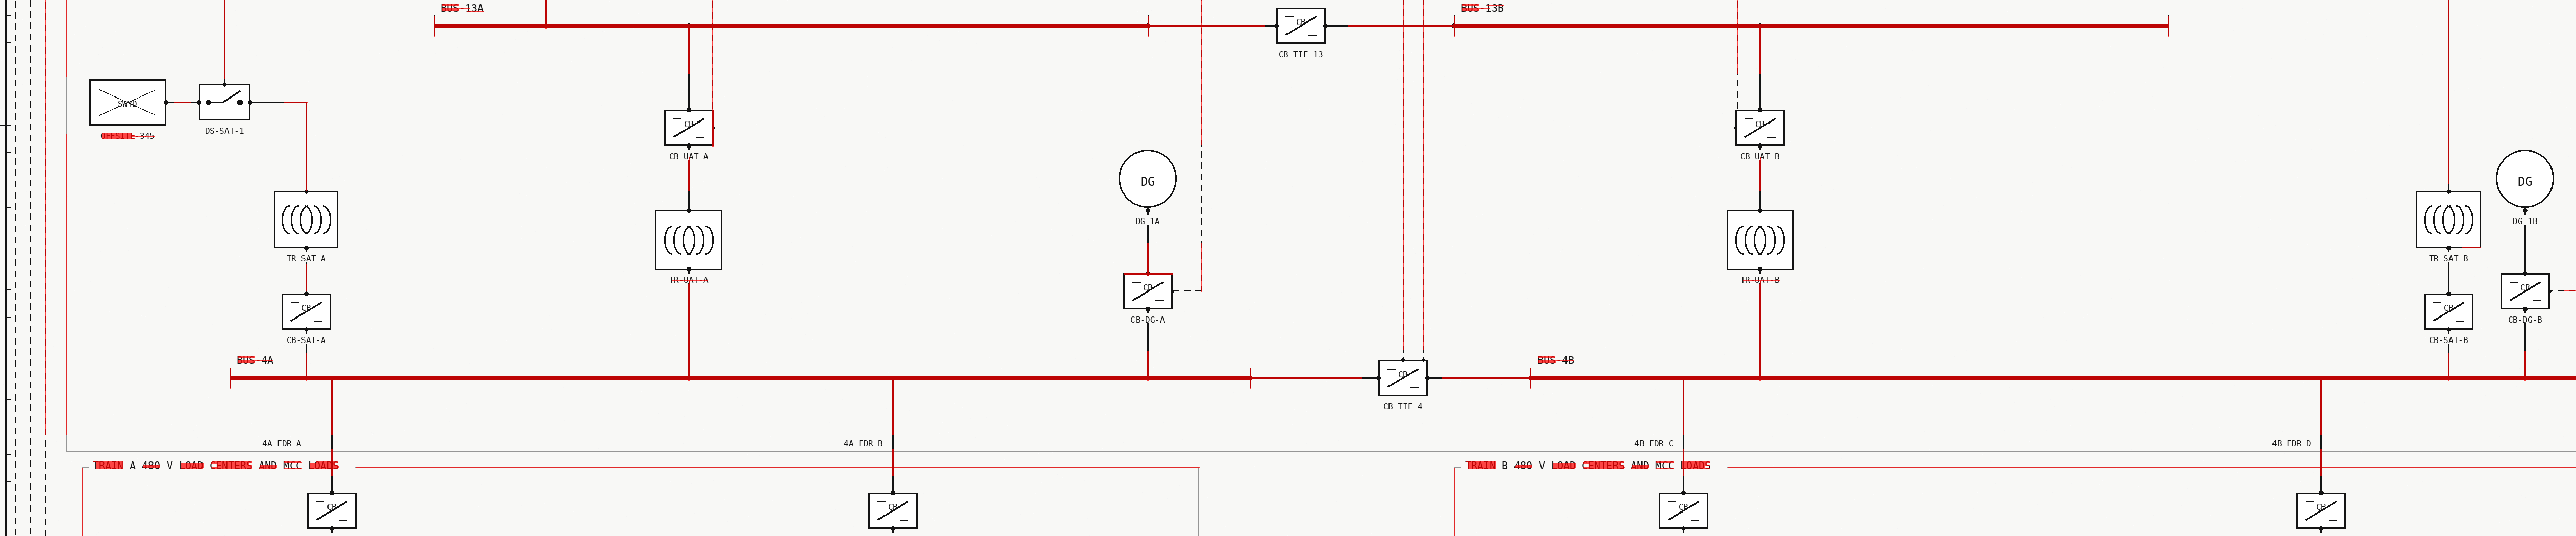 BUS-13A
BUS-13B
CB
CB-TIE-13
SWYD
OFFSITE-345
DS-SAT-1
CB
CB-UAT-A
CB
CB-UAT-B
DG
DG-1A
DG
DG-1B
TR-SAT-A
TR-UAT-A
TR-UAT-B
TR-SAT-B
CB
CB-SAT-A
CB
CB-DG-A
CB
CB-SAT-B
CB
CB-DG-B
BUS-4A
BUS-4B
CB
CB-TIE-4
4A-FDR-A
4A-FDR-B
4B-FDR-C
4B-FDR-D
TRAIN A 480 V LOAD CENTERS AND MCC LOADS
TRAIN B 480 V LOAD CENTERS AND MCC LOADS
CB
CB
CB
CB